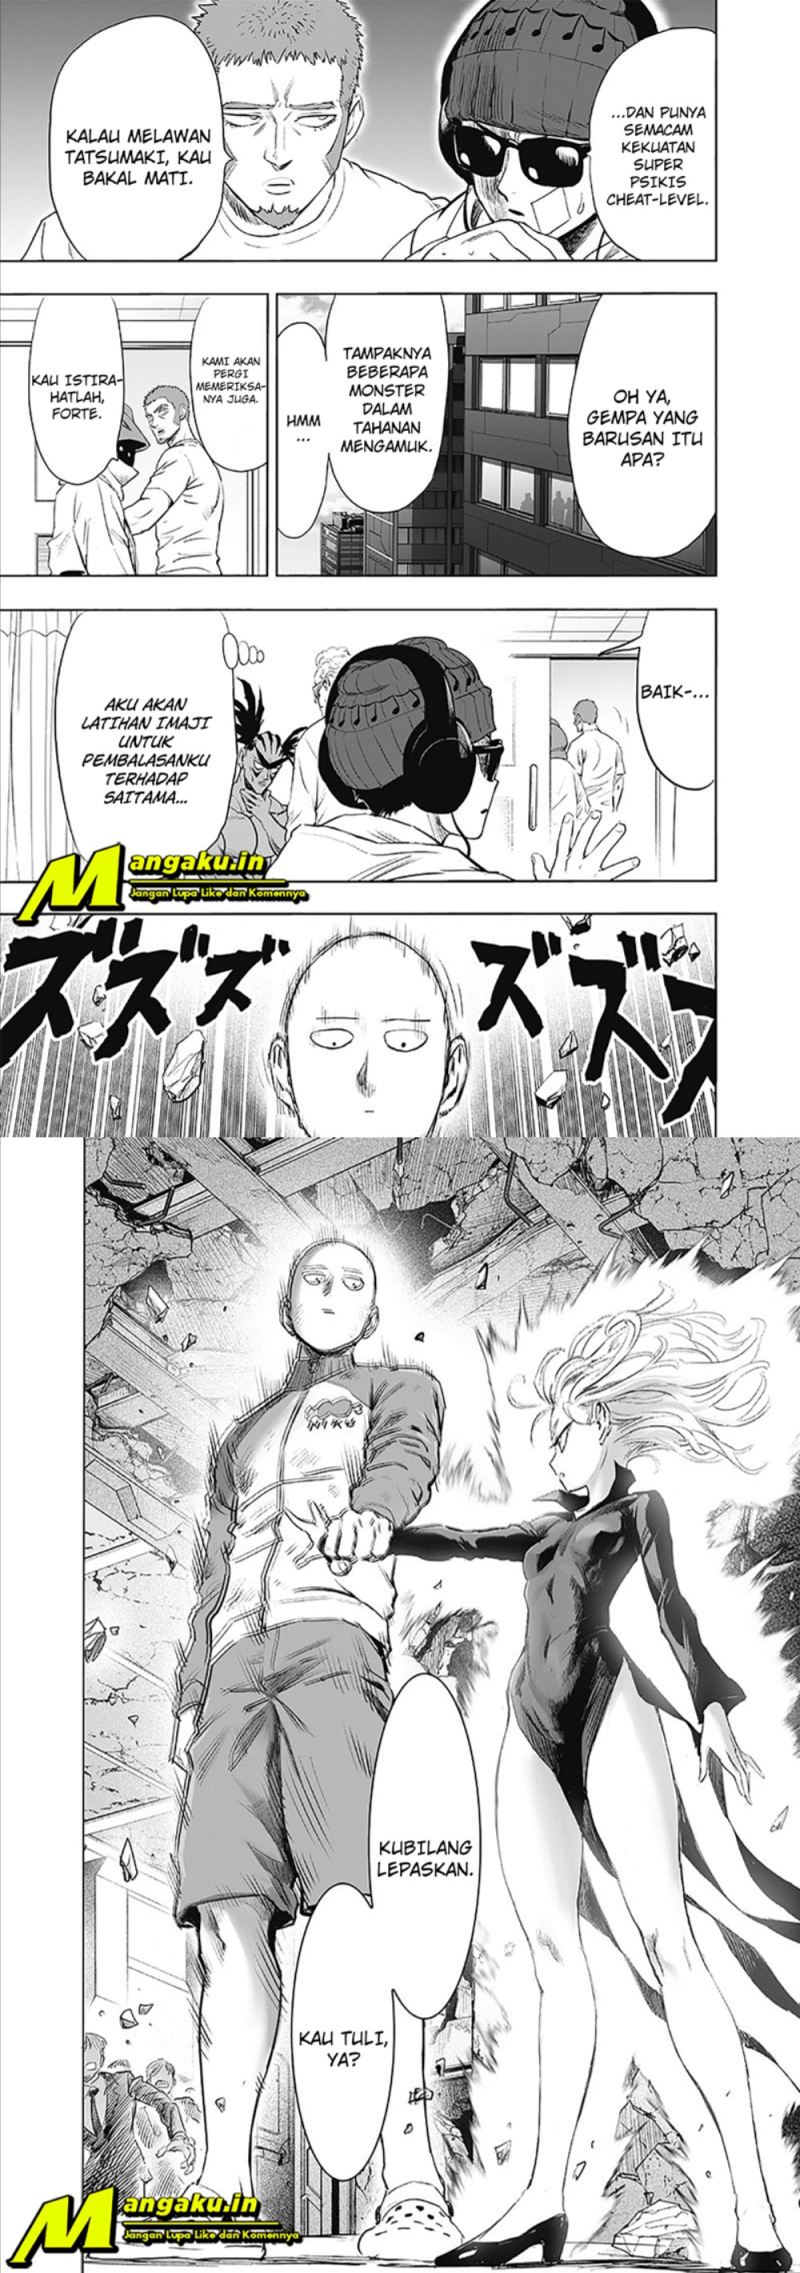 ...DAN PUNYA
SEMACAM
KEKUATAN
SUPER
PSIKIS
CHEAT-LEVEL.
KALAU MELAWAN
TATSUMAKI, KAU
BAKAL MATI.
OH YA,
GEMPA YANG
BARUSAN ITU
APA?
TAMPAKNYA
BEBERAPA
MONSTER
DALAM
TAHANAN
MENGAMUK.
HMM
...
KAMI AKAN
PERGI
MEMERIKSA-
NYA JUGA.
KAU ISTIRA-
HATLAH,
FORTE.
BAIK-...
AKU AKAN
LATIHAN IMAJI
UNTUK
PEMBALASANKU
TERHADAP
SAITAMA...
Mangaku.in
Jangan Lupa Like dan Komennya
ズズズ
ズズズ
NIKU
KUBILANG
LEPASKAN.
KAU TULI,
YA?
Mangaku.in
Jangan Lupa Like dan Komennya